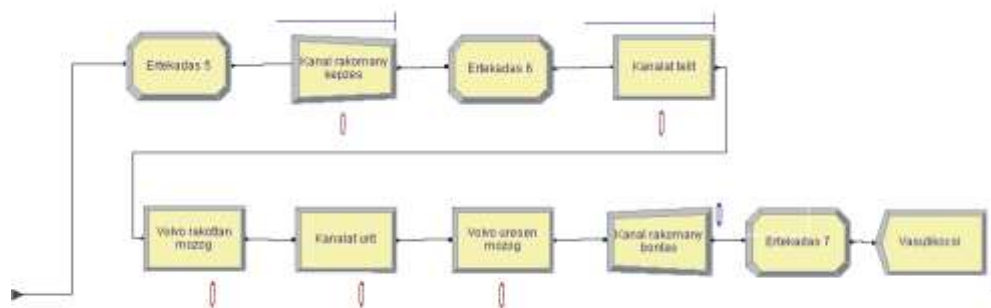 Ertekadas 5
Kanal rakomany
kepzes
Ertekadas 6
Kanalat telit
Volvo rakottan
mozog
Kanalat urit
Volvo uresen
mozog
Kanal rakomany
bontas
Ertekadas 7
Vasutikocsi